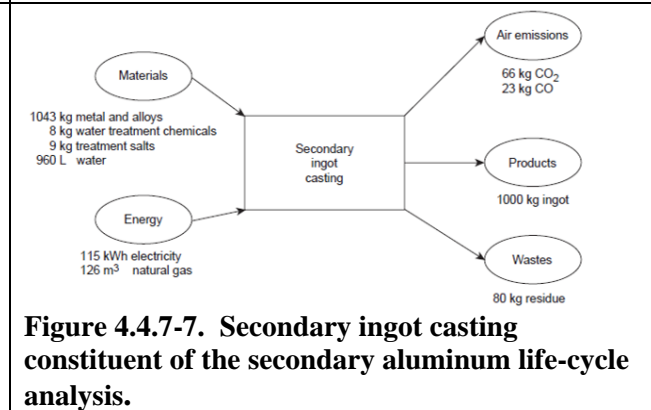 Materials
1043 kg metal and alloys
8 kg water treatment chemicals
9 kg treatment salts
960 L water
Energy
115 kWh electricity
126 m³ natural gas
Secondary
ingot
casting
Air emissions
66 kg CO₂
23 kg CO
Products
1000 kg ingot
Wastes
80 kg residue
Figure 4.4.7-7. Secondary ingot casting
constituent of the secondary aluminum life-cycle
analysis.